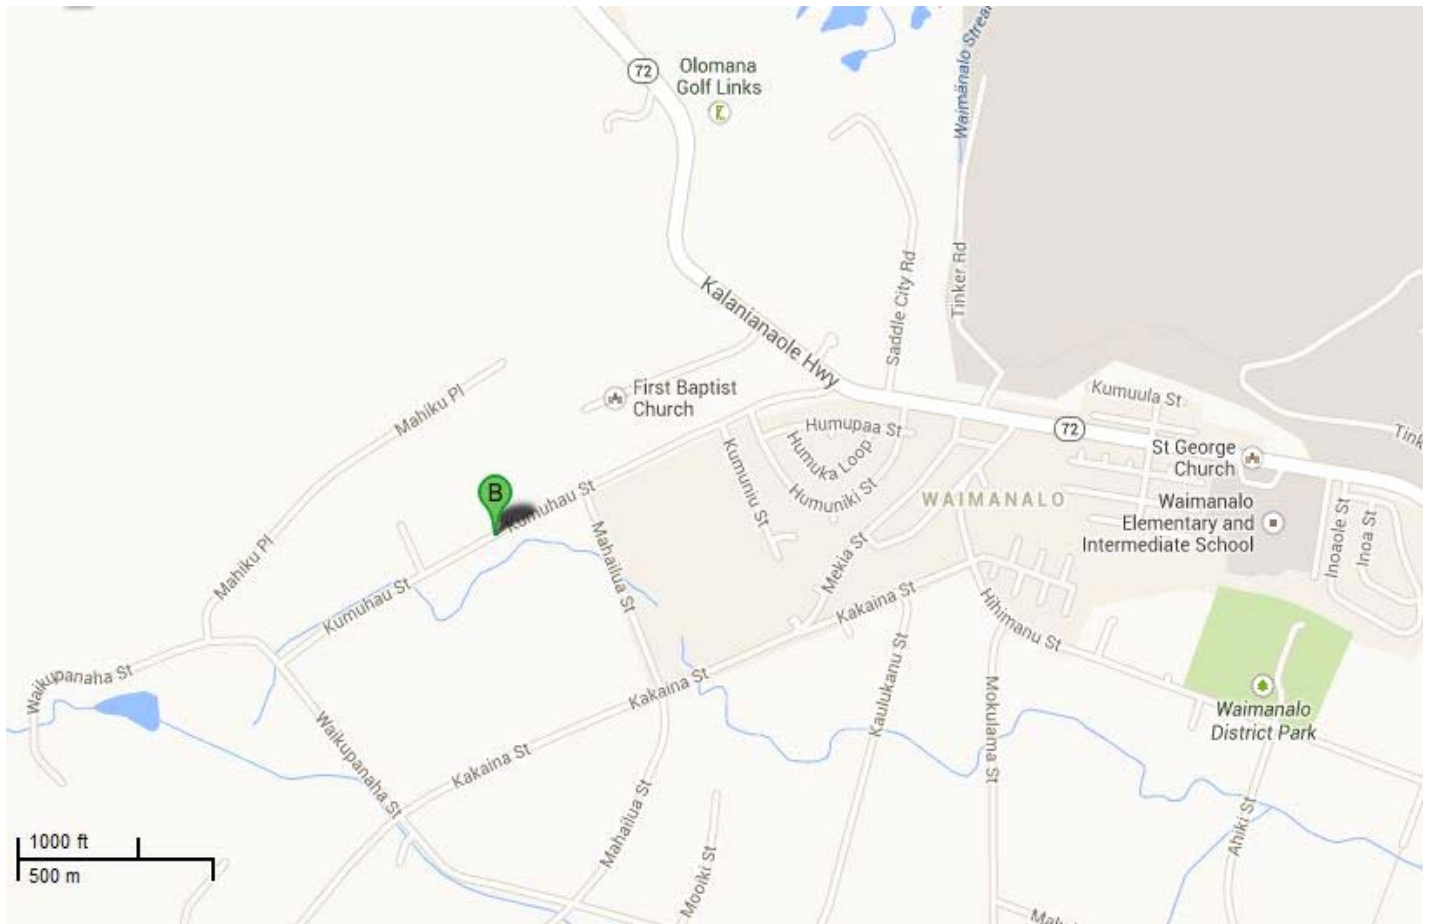 72
Olomana
Golf Links
Waimānalo Strea
Tinker Rd
Saddle City Rd
Kalanianaole Hwy
First Baptist
Church
Mahiku Pl
Kumuula St
Humupaa St
72
Humuka Loop
St George
Church
Kumuniu St
Humuniki St
WAIMANALO
Waimanalo
Elementary and
Intermediate School
Tink
B
Kumuhau St
Inoaole St
Inoa St
Mahiku Pl
Mahailua St
Mekia St
Kumuhau St
Kakaina St
Hihimanu St
Waikupanaha St
Kakaina St
Kaulukanu St
Mokulama St
Waimanalo
District Park
Waikupanaha St
Kakaina St
Mahailua St
Mooiki St
Ahiki St
1000 ft
500 m